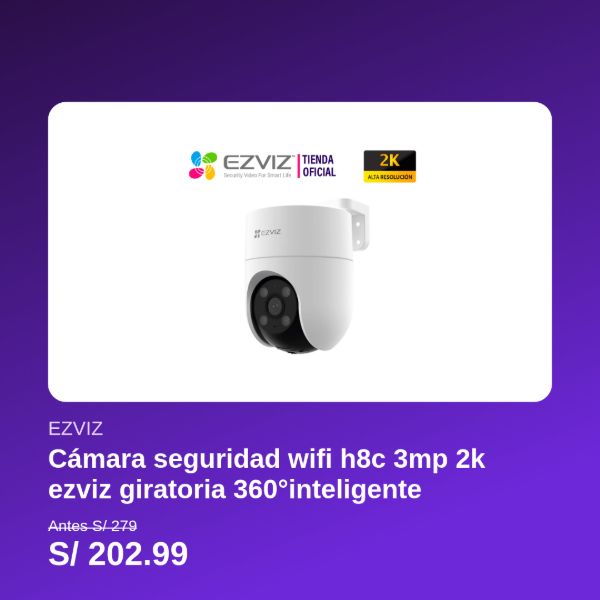 EZVIZ TIENDA
Security Video For Smart Life OFICIAL
2K
ALTA RESOLUCIÓN
EZVIZ
EZVIZ
Cámara seguridad wifi h8c 3mp 2k
ezviz giratoria 360°inteligente
Antes S/ 279
S/ 202.99